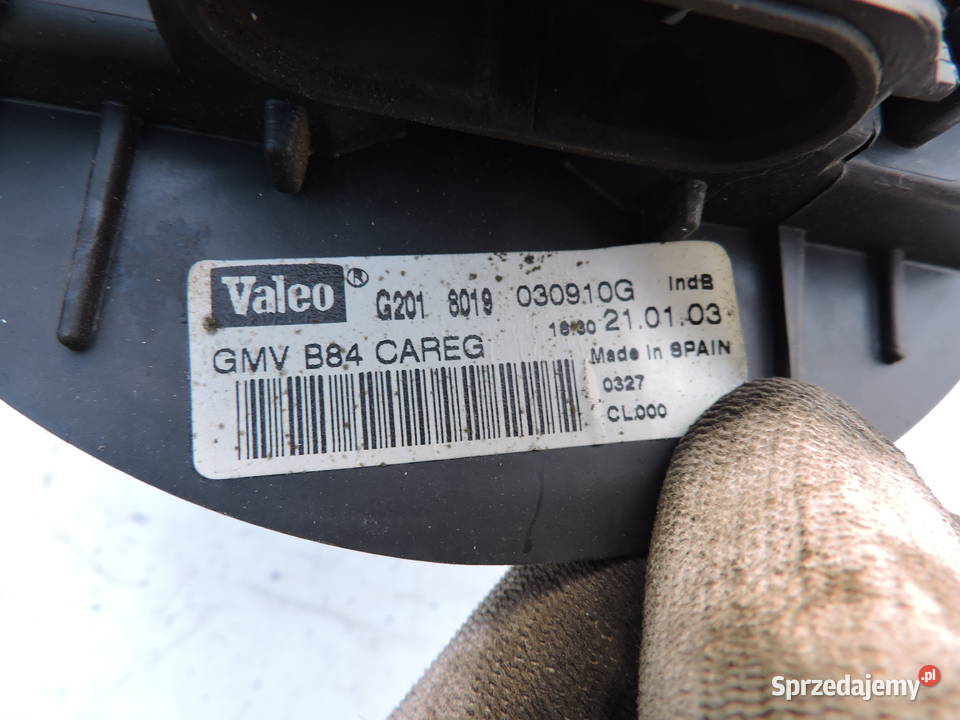 Valeo® G201 8019 030910G IndB
18:30 21.01.03
GMV B84 CAREG Made in SPAIN
0327
CL.000
Sprzedajemy.pl